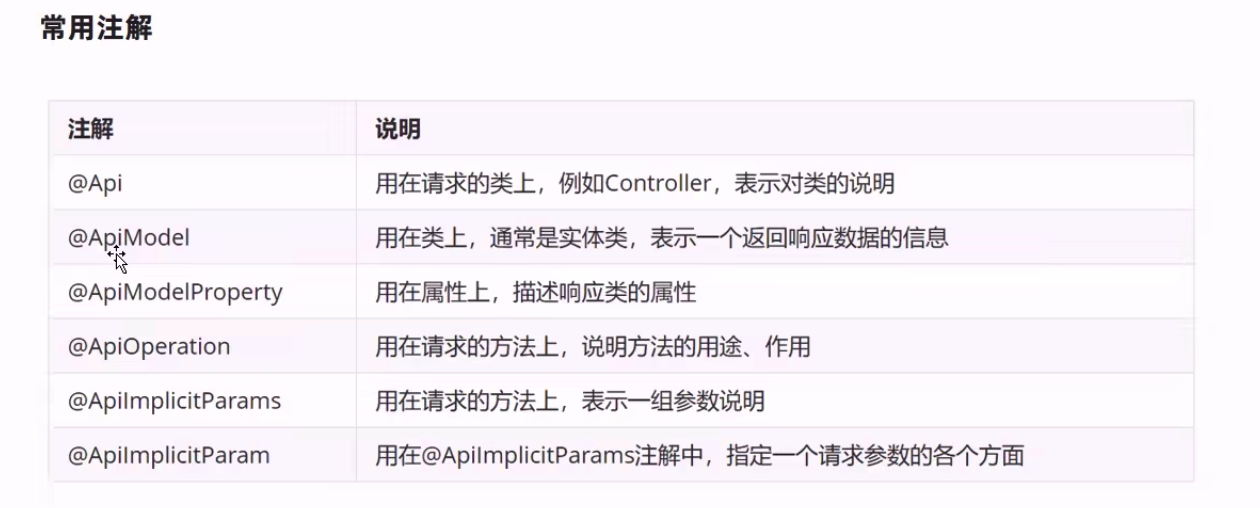 常用注解
注解 说明
@Api 用在请求的类上，例如Controller，表示对类的说明
@ApiModel 用在类上，通常是实体类，表示一个返回响应数据的信息
@ApiModelProperty 用在属性上，描述响应类的属性
@ApiOperation 用在请求的方法上，说明方法的用途、作用
@ApiImplicitParams 用在请求的方法上，表示一组参数说明
@ApiImplicitParam 用在@ApiImplicitParams注解中，指定一个请求参数的各个方面